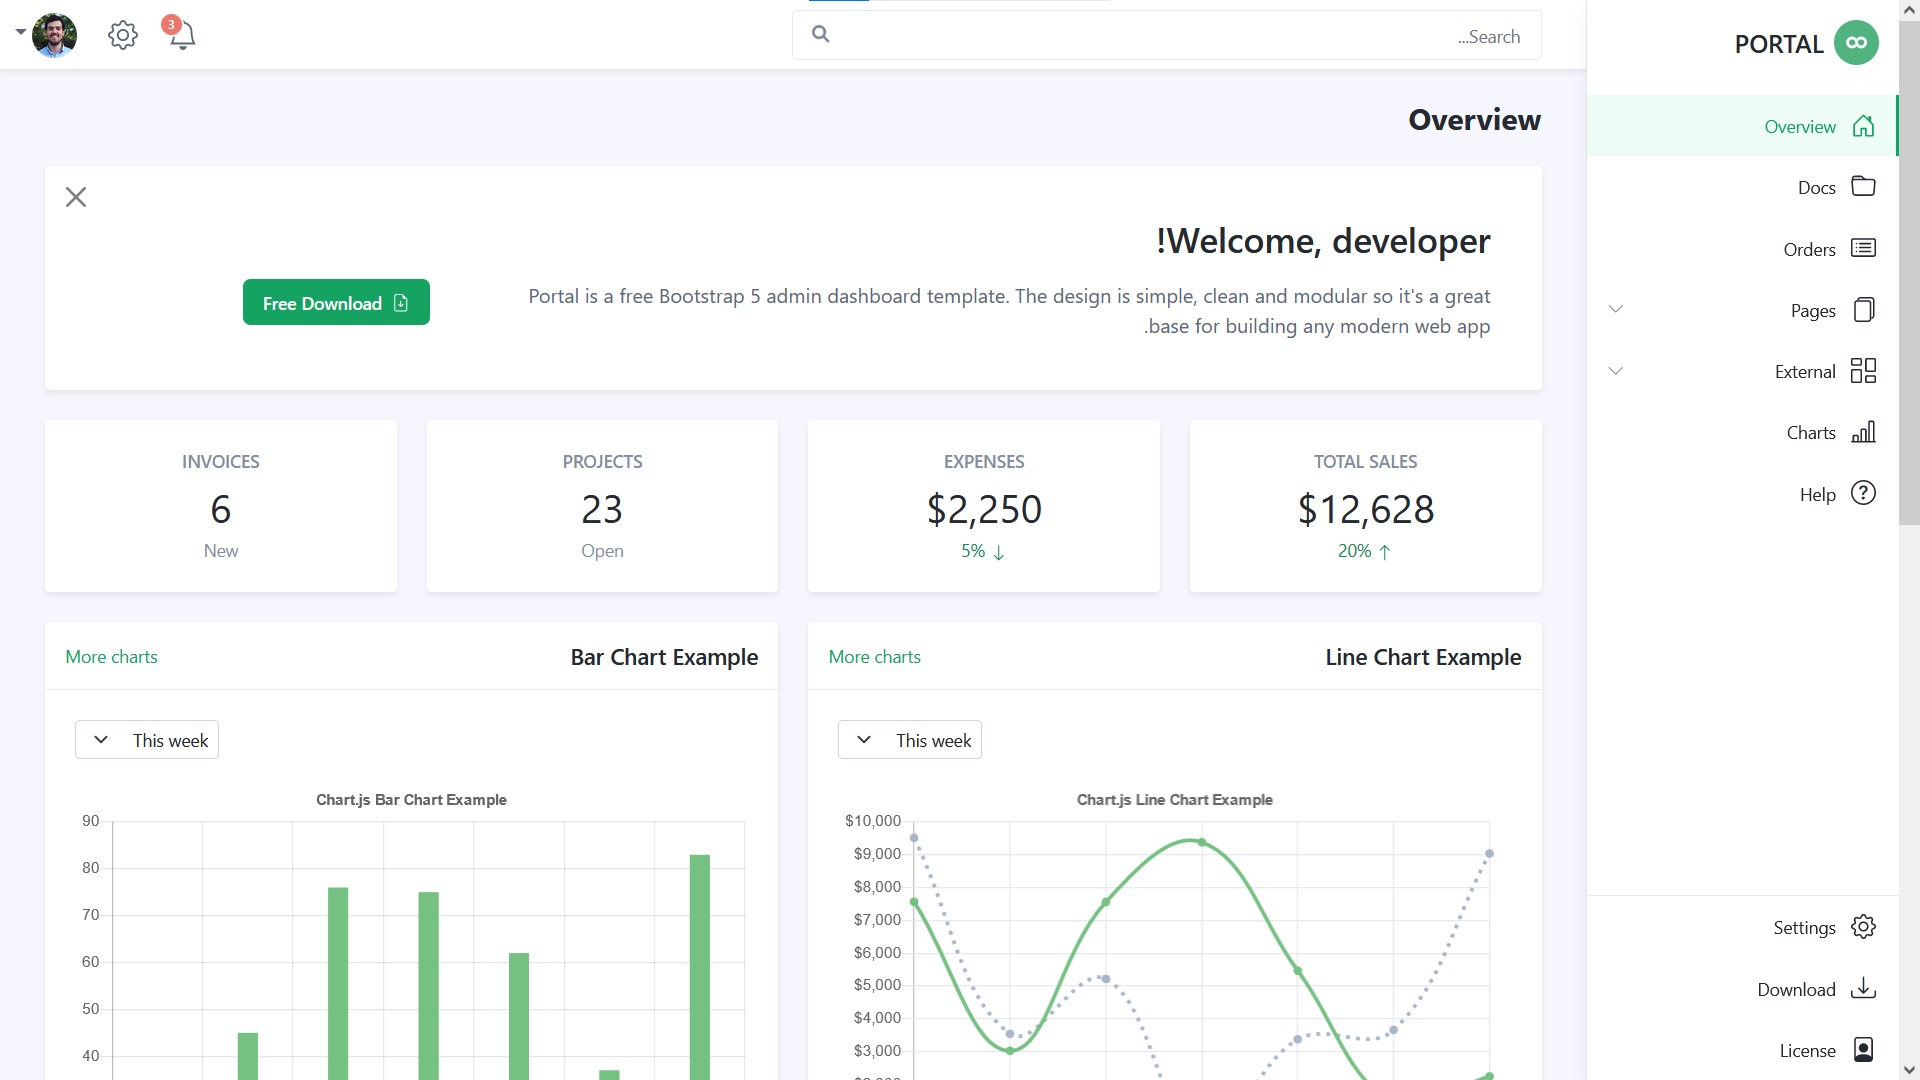 3
...Search
PORTAL
Overview
Docs
Orders
Pages
External
Charts
Help
Settings
Download
License
Overview
!Welcome, developer
Portal is a free Bootstrap 5 admin dashboard template. The design is simple, clean and modular so it's a great
.base for building any modern web app
Free Download
TOTAL SALES
$12,628
20% ↑
EXPENSES
$2,250
5% ↓
PROJECTS
23
Open
INVOICES
6
New
Line Chart Example
More charts
This week
Chart.js Line Chart Example
$10,000
$9,000
$8,000
$7,000
$6,000
$5,000
$4,000
$3,000
Bar Chart Example
More charts
This week
Chart.js Bar Chart Example
90
80
70
60
50
40